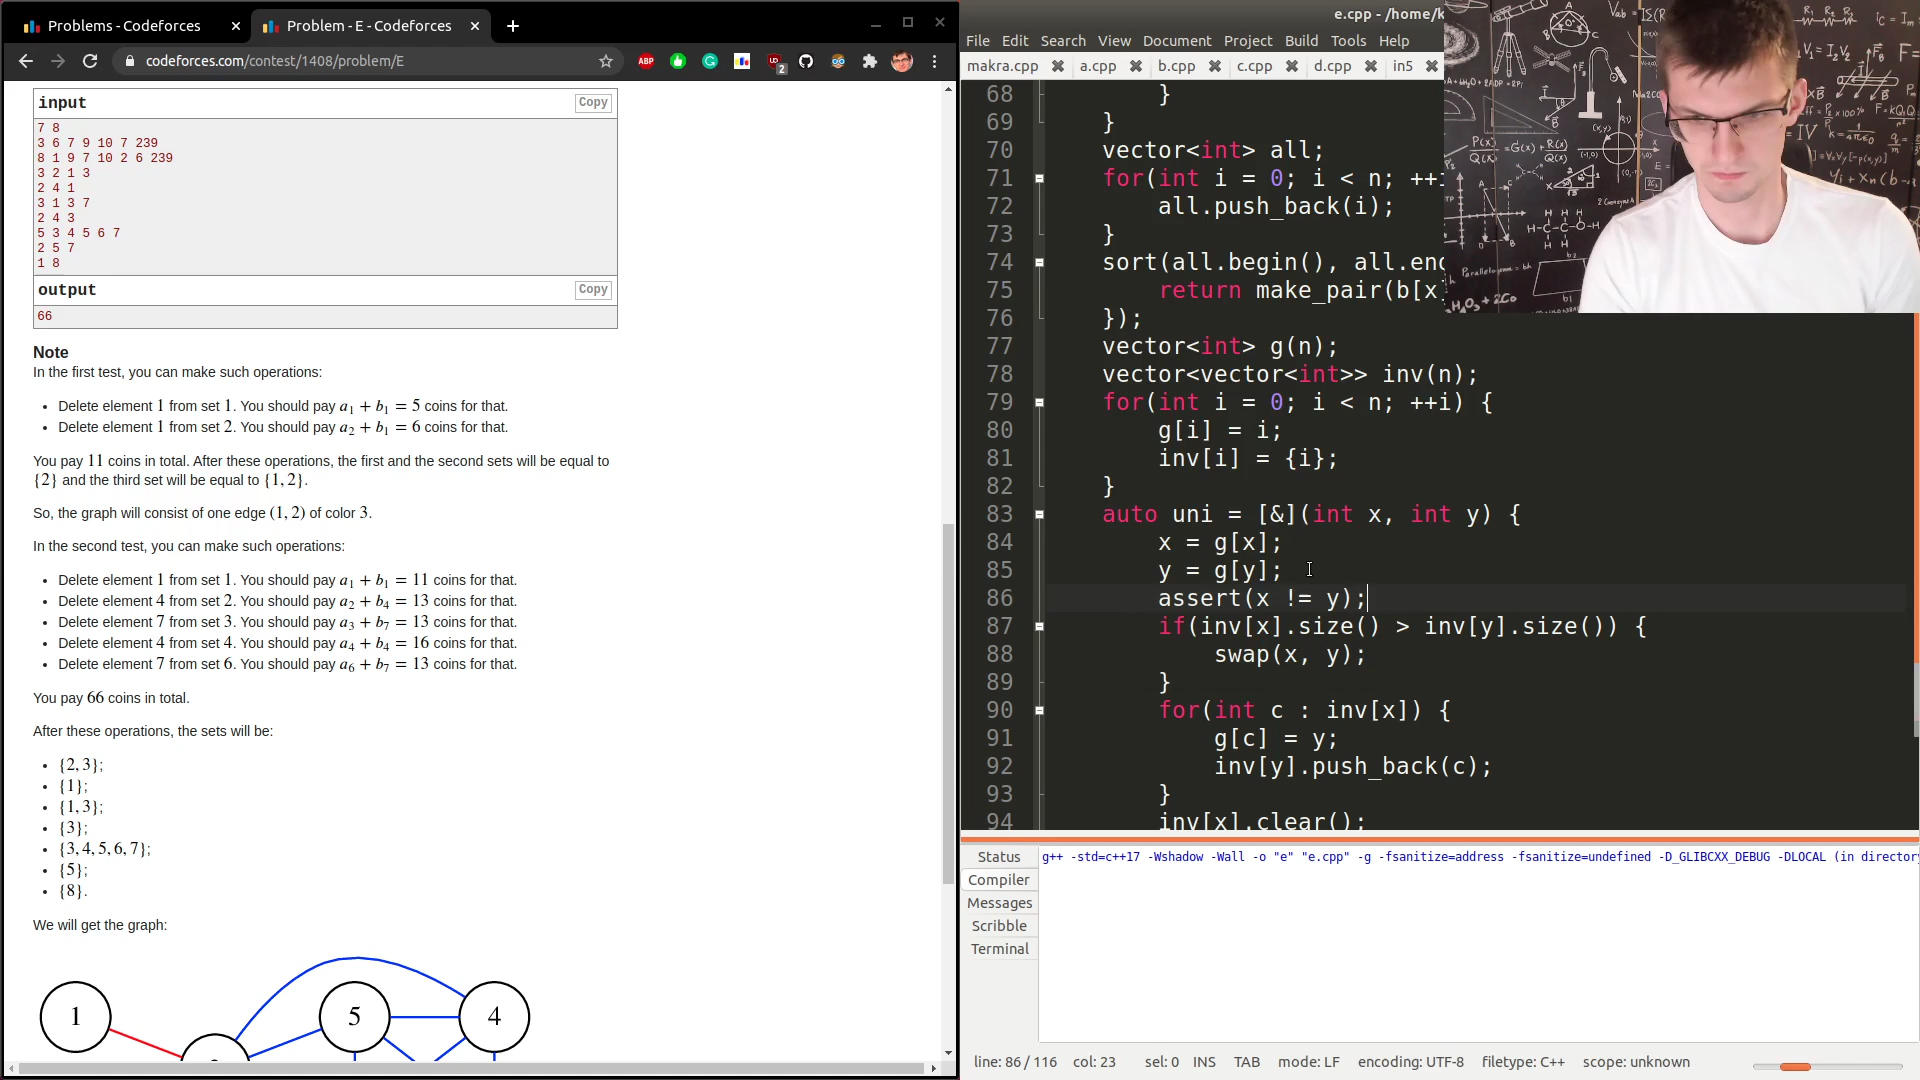 Problems - Codeforces
Problem - E - Codeforces
codeforces.com/contest/1408/problem/E
input
Copy
7 8
3 6 7 9 10 7 239
8 1 9 7 10 2 6 239
3 2 1 3
2 4 1
3 1 3 7
2 4 3
5 3 4 5 6 7
2 5 7
1 8
output
Copy
66
Note
In the first test, you can make such operations:
• Delete element 1 from set 1. You should pay a₁ + b₁ = 5 coins for that.
• Delete element 1 from set 2. You should pay a₂ + b₁ = 6 coins for that.
You pay 11 coins in total. After these operations, the first and the second sets will be equal to
{2} and the third set will be equal to {1, 2}.
So, the graph will consist of one edge (1, 2) of color 3.
In the second test, you can make such operations:
• Delete element 1 from set 1. You should pay a₁ + b₁ = 11 coins for that.
• Delete element 4 from set 2. You should pay a₂ + b₄ = 13 coins for that.
• Delete element 7 from set 3. You should pay a₃ + b₇ = 13 coins for that.
• Delete element 4 from set 4. You should pay a₄ + b₄ = 16 coins for that.
• Delete element 7 from set 6. You should pay a₆ + b₇ = 13 coins for that.
You pay 66 coins in total.
After these operations, the sets will be:
• {2, 3};
• {1};
• {1, 3};
• {3};
• {3, 4, 5, 6, 7};
• {5};
• {8}.
We will get the graph:
1
5
4
e.cpp - /home/k
File Edit Search View Document Project Build Tools Help
makra.cpp a.cpp b.cpp c.cpp d.cpp in5
68 }
69 }
70 vector<int> all;
71 for(int i = 0; i < n; ++i
72 all.push_back(i);
73 }
74 sort(all.begin(), all.end
75 return make_pair(b[x
76 });
77 vector<int> g(n);
78 vector<vector<int>> inv(n);
79 for(int i = 0; i < n; ++i) {
80 g[i] = i;
81 inv[i] = {i};
82 }
83 auto uni = [&](int x, int y) {
84 x = g[x];
85 y = g[y];
86 assert(x != y);
87 if(inv[x].size() > inv[y].size()) {
88 swap(x, y);
89 }
90 for(int c : inv[x]) {
91 g[c] = y;
92 inv[y].push_back(c);
93 }
94 inv[x].clear();
Status
Compiler
Messages
Scribble
Terminal
g++ -std=c++17 -Wshadow -Wall -o "e" "e.cpp" -g -fsanitize=address -fsanitize=undefined -D_GLIBCXX_DEBUG -DLOCAL (in directory
line: 86 / 116 col: 23 sel: 0 INS TAB mode: LF encoding: UTF-8 filetype: C++ scope: unknown